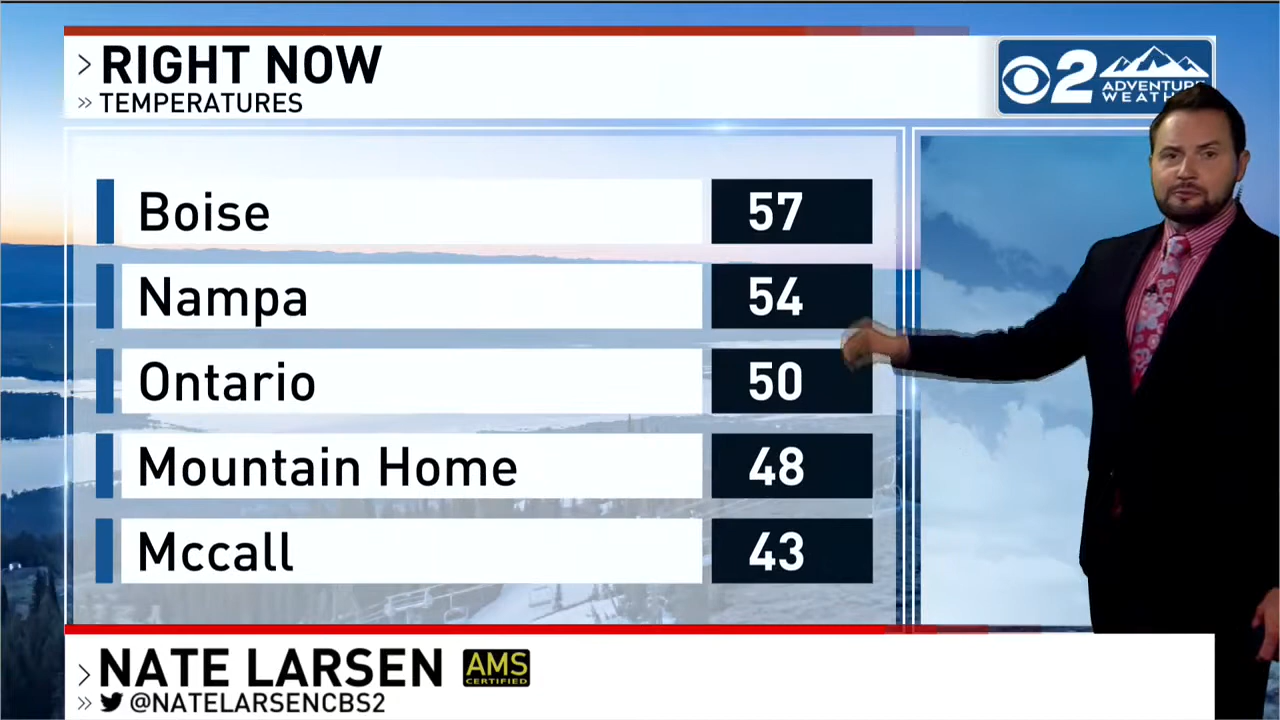 RIGHT NOW
TEMPERATURES
2 ADVENTURE
Boise 57
Nampa 54
Ontario 50
Mountain Home 48
Mccall 43
NATE LARSEN AMS
CERTIFIED
@NATELARSENCBS2